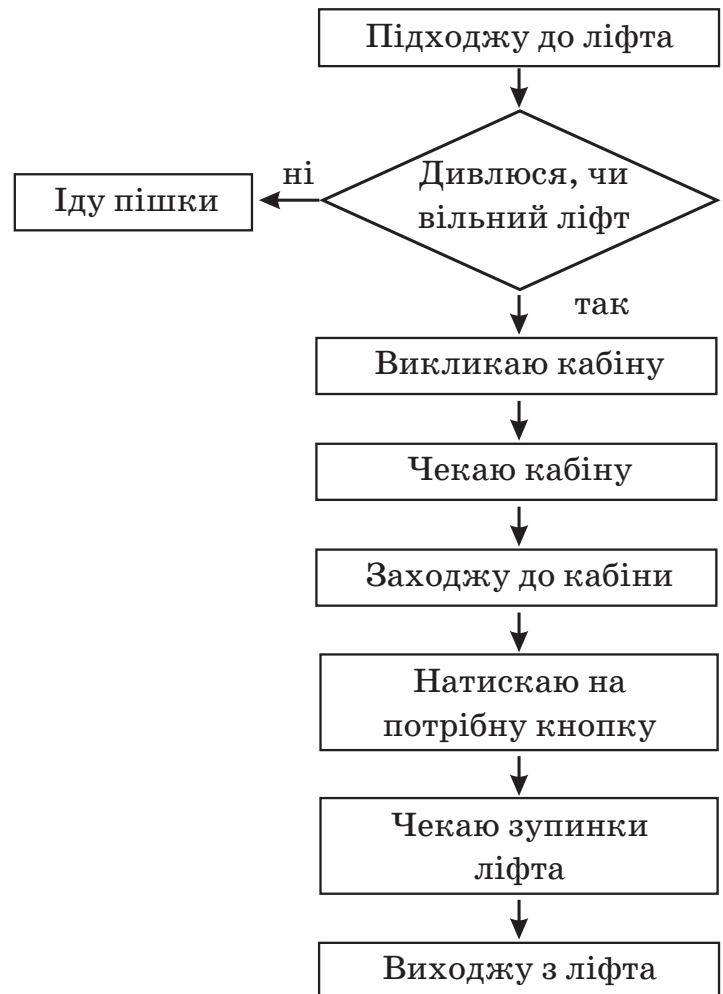 Підходжу до ліфта
Дивлюся, чи
вільний ліфт
ні
Іду пішки
так
Викликаю кабіну
Чекаю кабіну
Заходжу до кабіни
Натискаю на
потрібну кнопку
Чекаю зупинки
ліфта
Виходжу з ліфта